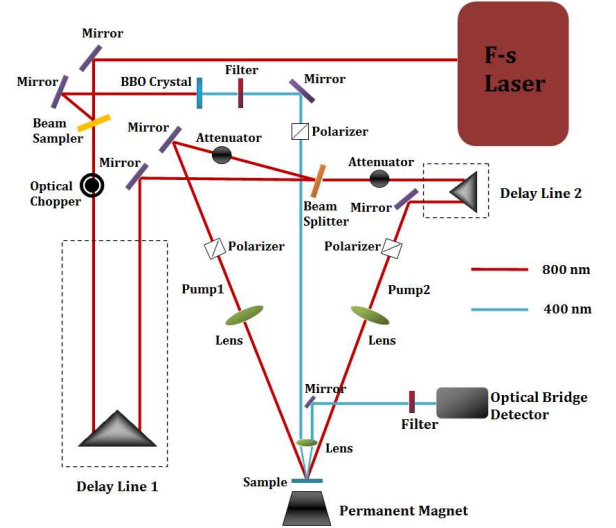 Mirror
F-s
Laser
Mirror
BBO Crystal
Filter
Mirror
Beam
Sampler
Mirror
Attenuator
Polarizer
Mirror
Attenuator
Optical
Chopper
Beam
Splitter
Mirror
Delay Line 2
Polarizer
Polarizer
800 nm
Pump1
Pump2
400 nm
Lens
Lens
Mirror
Optical Bridge
Detector
Filter
Lens
Sample
Delay Line 1
Permanent Magnet